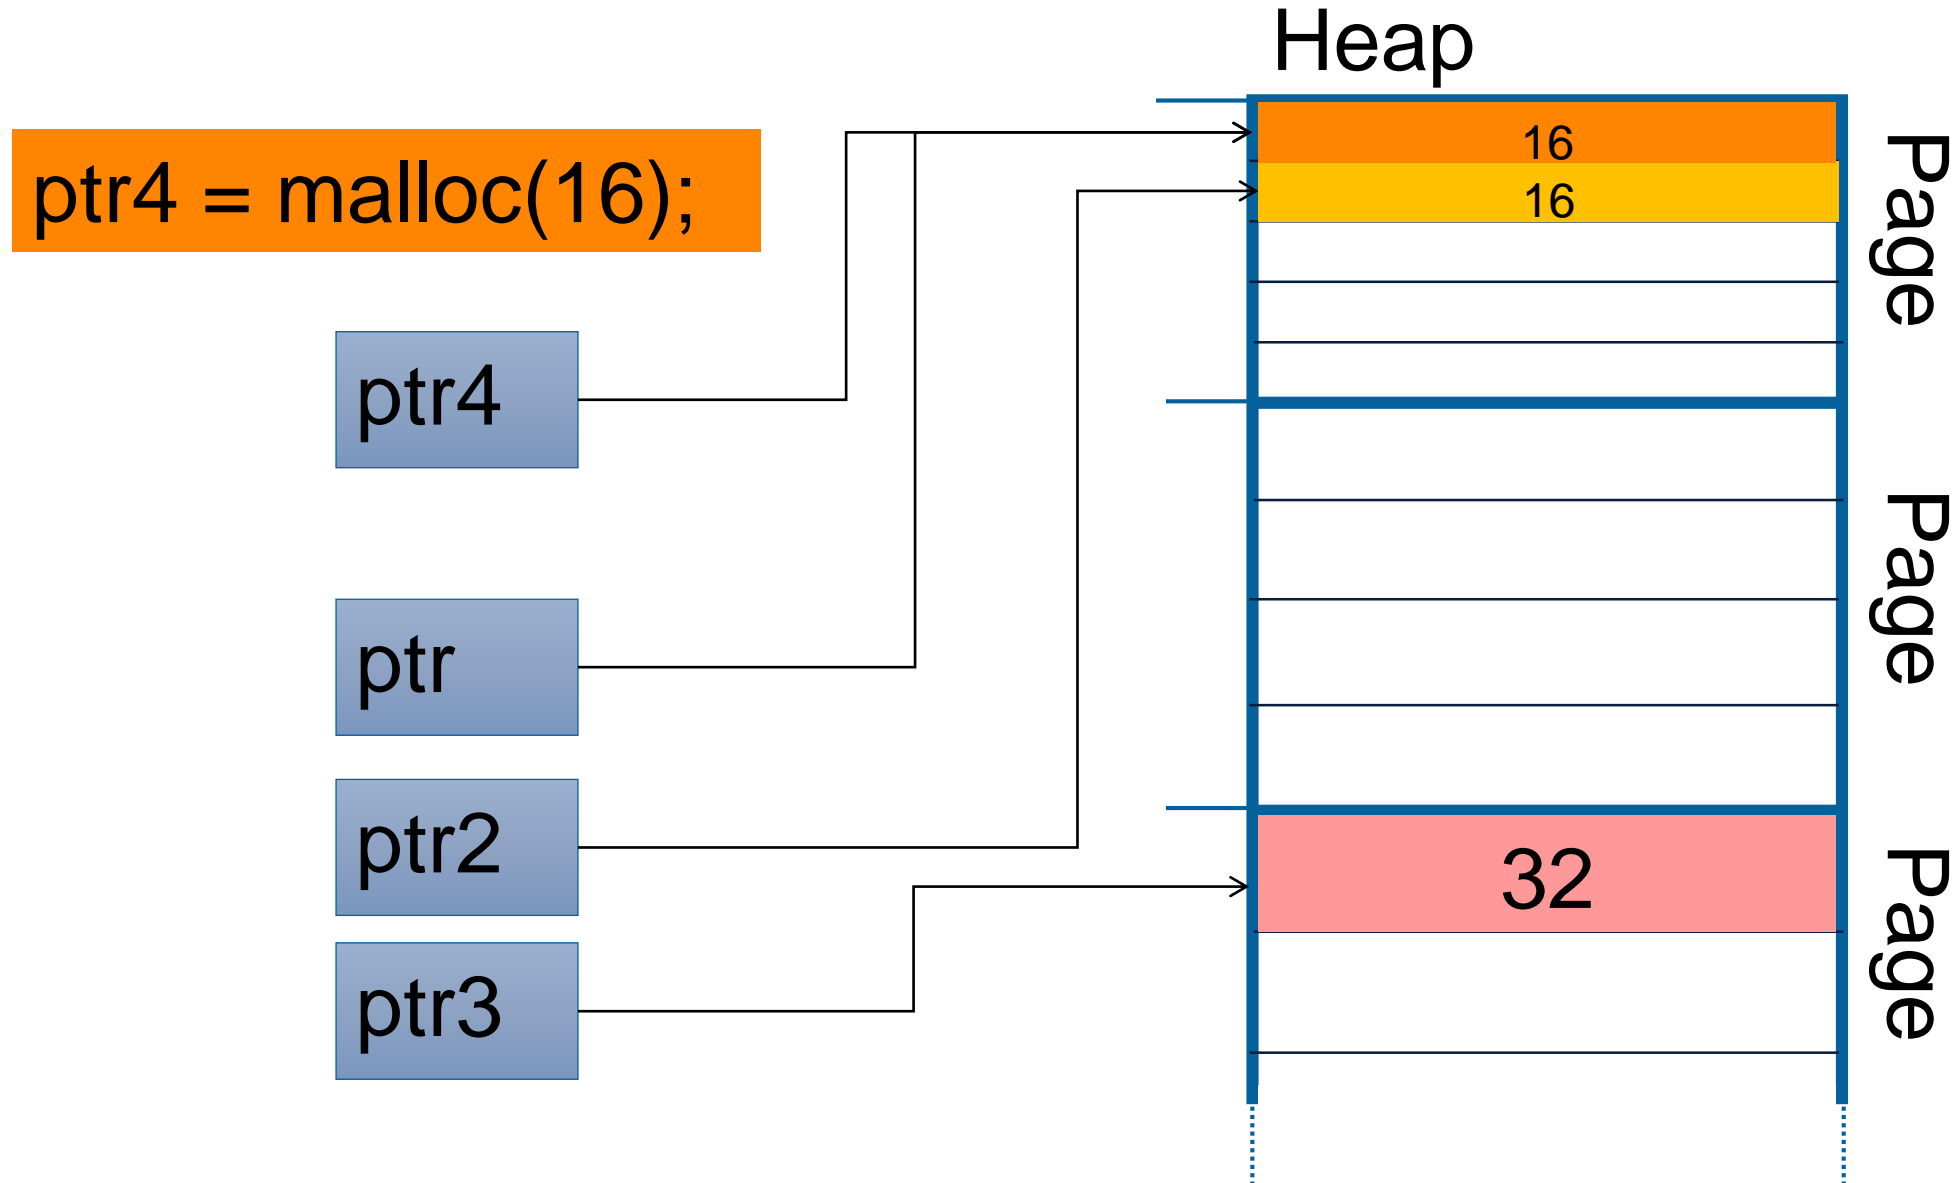 Heap
ptr4 = malloc(16);
16
16
Page
ptr4
ptr
Page
ptr2
32
Page
ptr3